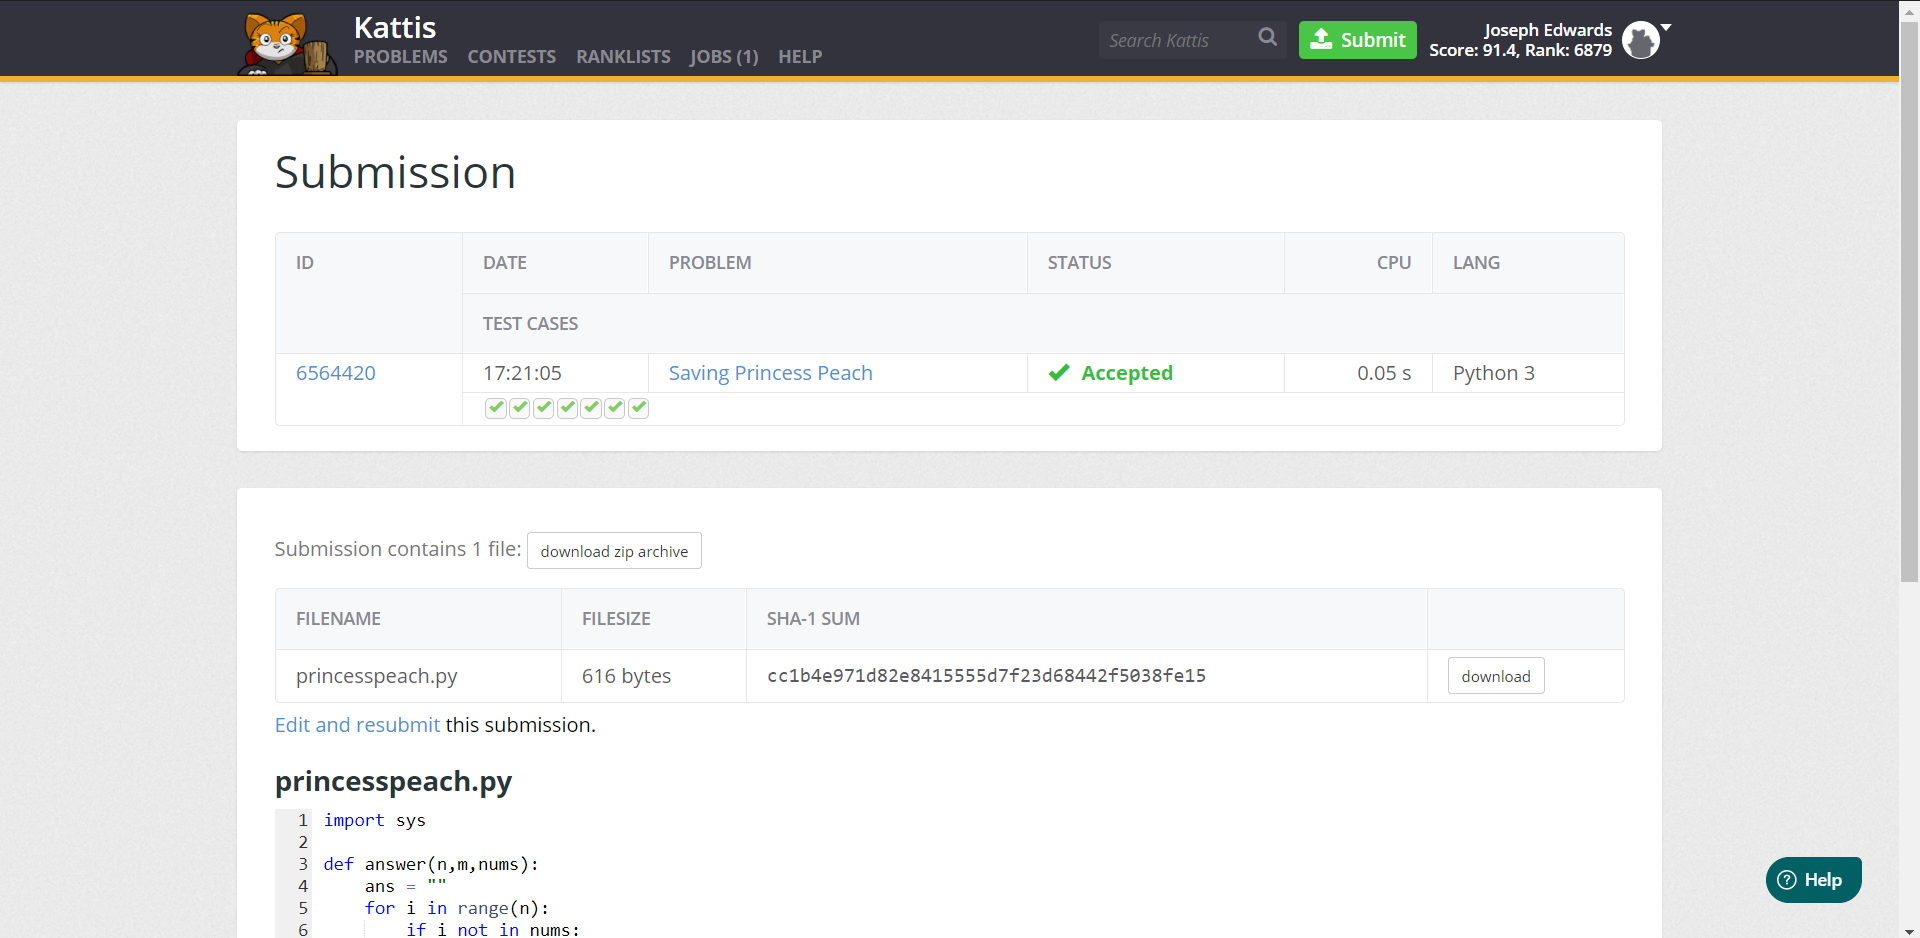 Kattis
PROBLEMS CONTESTS RANKLISTS JOBS (1) HELP
Search Kattis
Submit
Joseph Edwards
Score: 91.4, Rank: 6879
Submission
ID DATE PROBLEM STATUS CPU LANG
TEST CASES
6564420 17:21:05 Saving Princess Peach Accepted 0.05 s Python 3
Submission contains 1 file: download zip archive
FILENAME FILESIZE SHA-1 SUM
princesspeach.py 616 bytes cc1b4e971d82e8415555d7f23d68442f5038fe15 download
Edit and resubmit this submission.
princesspeach.py
1 import sys
2
3 def answer(n,m,nums):
4 ans = ""
5 for i in range(n):
6 if i not in nums:
? Help